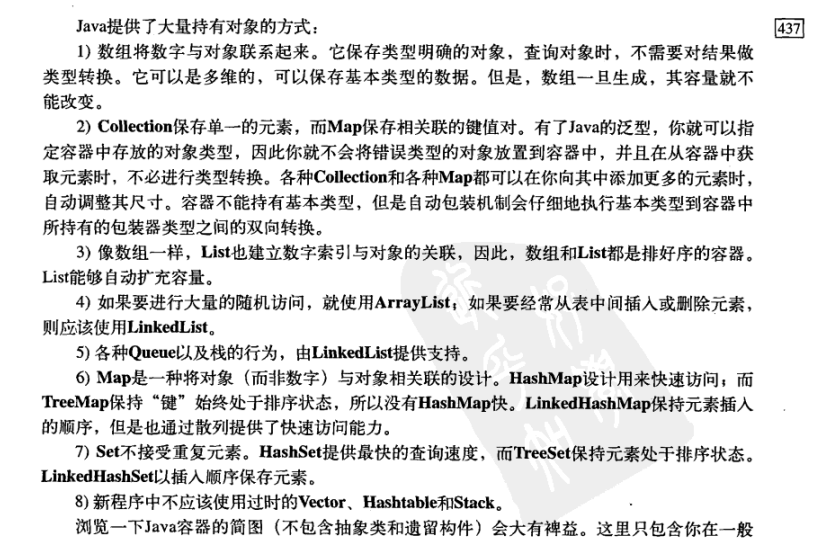 Java提供了大量持有对象的方式：
437
1) 数组将数字与对象联系起来。它保存类型明确的对象，查询对象时，不需要对结果做
类型转换。它可以是多维的，可以保存基本类型的数据。但是，数组一旦生成，其容量就不
能改变。
2) Collection保存单一的元素，而Map保存相关联的键值对。有了Java的泛型，你就可以指
定容器中存放的对象类型，因此你就不会将错误类型的对象放置到容器中，并且在从容器中获
取元素时，不必进行类型转换。各种Collection和各种Map都可以在你向其中添加更多的元素时，
自动调整其尺寸。容器不能持有基本类型，但是自动包装机制会仔细地执行基本类型到容器中
所持有的包装器类型之间的双向转换。
3) 像数组一样，List也建立数字索引与对象的关联，因此，数组和List都是排好序的容器。
List能够自动扩充容量。
4) 如果要进行大量的随机访问，就使用ArrayList；如果要经常从表中间插入或删除元素，
则应该使用LinkedList。
5) 各种Queue以及栈的行为，由LinkedList提供支持。
6) Map是一种将对象（而非数字）与对象相关联的设计。HashMap设计用来快速访问；而
TreeMap保持“键”始终处于排序状态，所以没有HashMap快。LinkedHashMap保持元素插入
的顺序，但是也通过散列提供了快速访问能力。
7) Set不接受重复元素。HashSet提供最快的查询速度，而TreeSet保持元素处于排序状态。
LinkedHashSet以插入顺序保存元素。
8) 新程序中不应该使用过时的Vector、Hashtable和Stack。
浏览一下Java容器的简图（不包含抽象类和遗留构件）会大有裨益。这里只包含你在一般